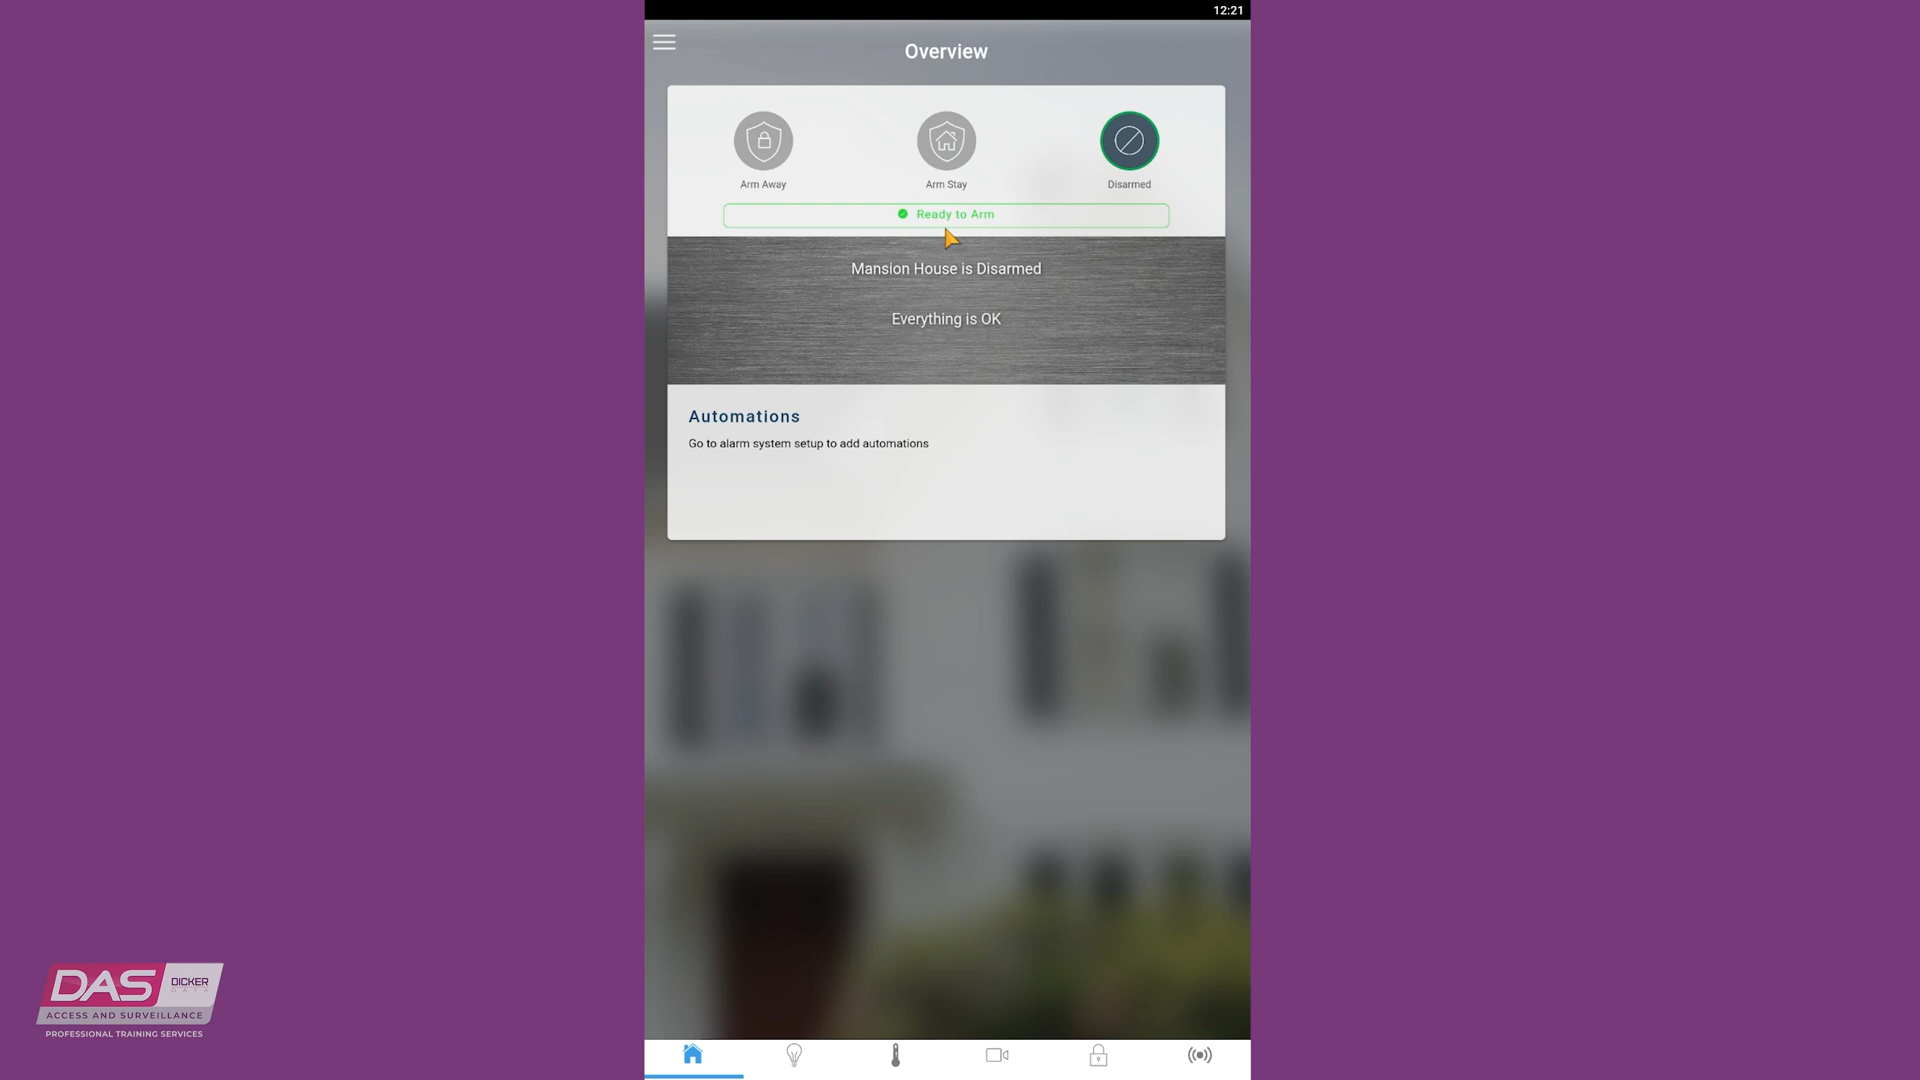 12:21
Overview
Arm Away
Arm Stay
Disarmed
Ready to Arm
Mansion House is Disarmed
Everything is OK
Automations
Go to alarm system setup to add automations
DAS
DICKER
DATA
ACCESS AND SURVEILLANCE
PROFESSIONAL TRAINING SERVICES